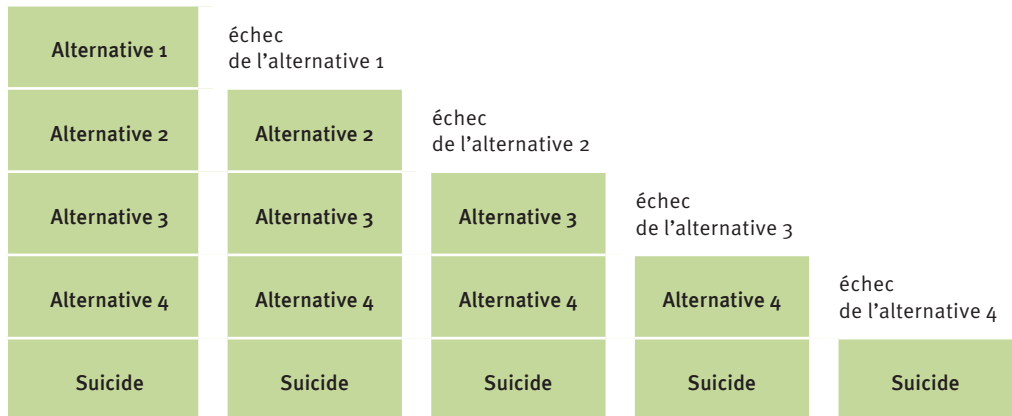 Alternative 1
échec
de l’alternative 1
Alternative 2
Alternative 2
échec
de l’alternative 2
Alternative 3
Alternative 3
Alternative 3
échec
de l’alternative 3
Alternative 4
Alternative 4
Alternative 4
Alternative 4
échec
de l’alternative 4
Suicide
Suicide
Suicide
Suicide
Suicide